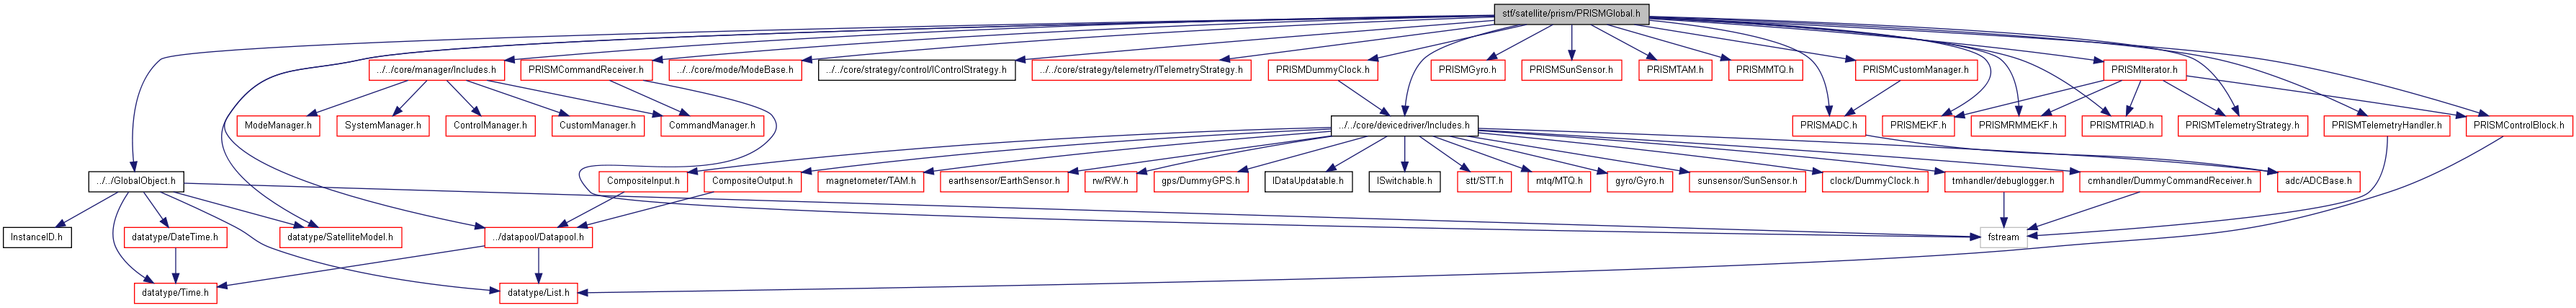 stf/satellite/prism/PRISMGlobal.h
../../core/manager/Includes.h
PRISMCommandReceiver.h
../../core/mode/ModeBase.h
../../core/strategy/control/IControlStrategy.h
../../core/strategy/telemetry/ITelemetryStrategy.h
PRISMDummyClock.h
PRISMGyro.h
PRISMSunSensor.h
PRISMTAM.h
PRISMMTQ.h
PRISMCustomManager.h
PRISMIterator.h
ModeManager.h
SystemManager.h
ControlManager.h
CustomManager.h
CommandManager.h
../../core/devicedriver/Includes.h
PRISMADC.h
PRISMEKF.h
PRISMRMMEKF.h
PRISMTRIAD.h
PRISMTelemetryStrategy.h
PRISMTelemetryHandler.h
PRISMControlBlock.h
../../GlobalObject.h
CompositeInput.h
CompositeOutput.h
magnetometer/TAM.h
earthsensor/EarthSensor.h
rw/RW.h
gps/DummyGPS.h
IDataUpdatable.h
ISwitchable.h
stt/STT.h
mtq/MTQ.h
gyro/Gyro.h
sunsensor/SunSensor.h
clock/DummyClock.h
tmhandler/debuglogger.h
cmhandler/DummyCommandReceiver.h
adc/ADCBase.h
InstanceID.h
datatype/DateTime.h
datatype/SatelliteModel.h
../datapool/Datapool.h
fstream
datatype/Time.h
datatype/List.h